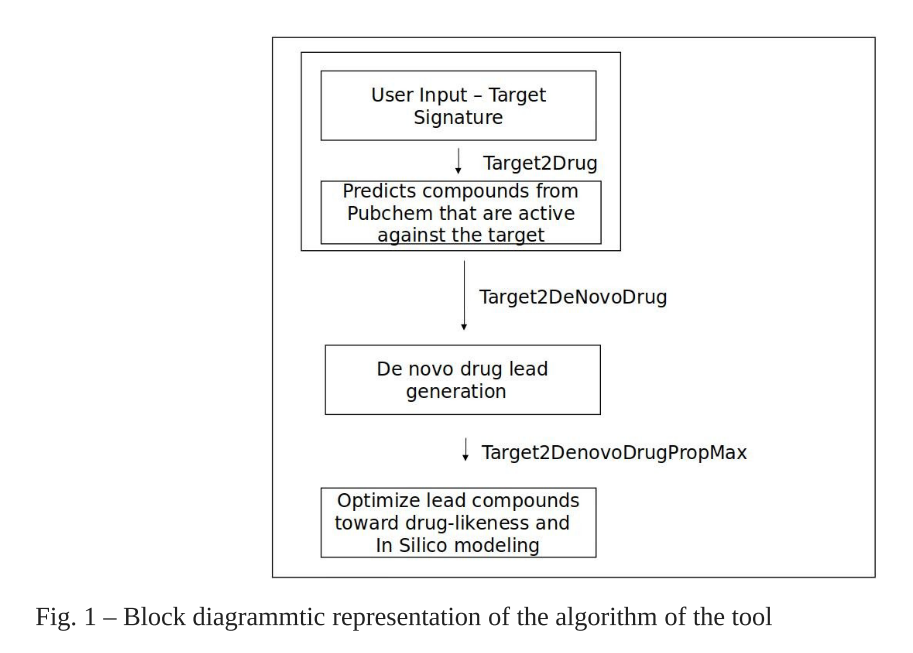 User Input – Target
Signature
Target2Drug
Predicts compounds from
Pubchem that are active
against the target
Target2DeNovoDrug
De novo drug lead
generation
Target2DenovoDrugPropMax
Optimize lead compounds
toward drug-likeness and
In Silico modeling
Fig. 1 – Block diagrammtic representation of the algorithm of the tool